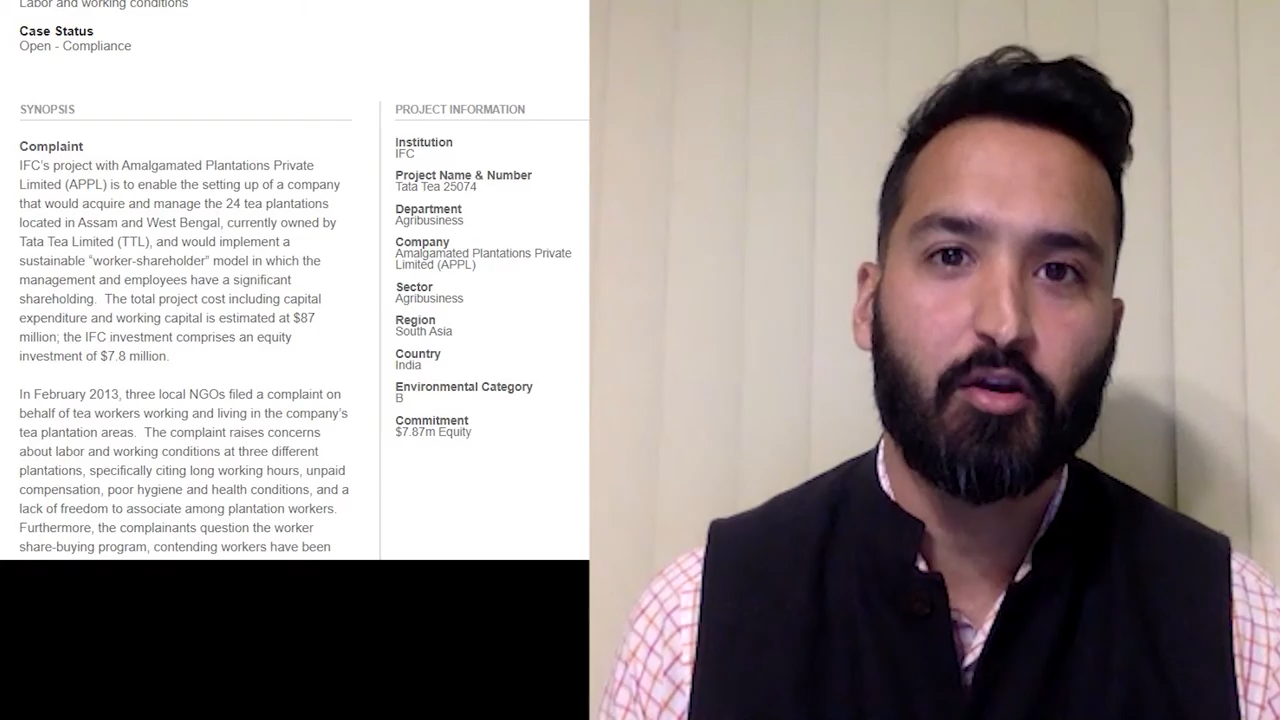 Labor and working conditions
Case Status
Open - Compliance
SYNOPSIS
Complaint
IFC's project with Amalgamated Plantations Private
Limited (APPL) is to enable the setting up of a company
that would acquire and manage the 24 tea plantations
located in Assam and West Bengal, currently owned by
Tata Tea Limited (TTL), and would implement a
sustainable “worker-shareholder” model in which the
management and employees have a significant
shareholding.  The total project cost including capital
expenditure and working capital is estimated at $87
million; the IFC investment comprises an equity
investment of $7.8 million.
In February 2013, three local NGOs filed a complaint on
behalf of tea workers working and living in the company’s
tea plantation areas.  The complaint raises concerns
about labor and working conditions at three different
plantations, specifically citing long working hours, unpaid
compensation, poor hygiene and health conditions, and a
lack of freedom to associate among plantation workers.
Furthermore, the complainants question the worker
share-buying program, contending workers have been
PROJECT INFORMATION
Institution
IFC
Project Name & Number
Tata Tea 25074
Department
Agribusiness
Company
Amalgamated Plantations Private
Limited (APPL)
Sector
Agribusiness
Region
South Asia
Country
India
Environmental Category
B
Commitment
$7.87m Equity